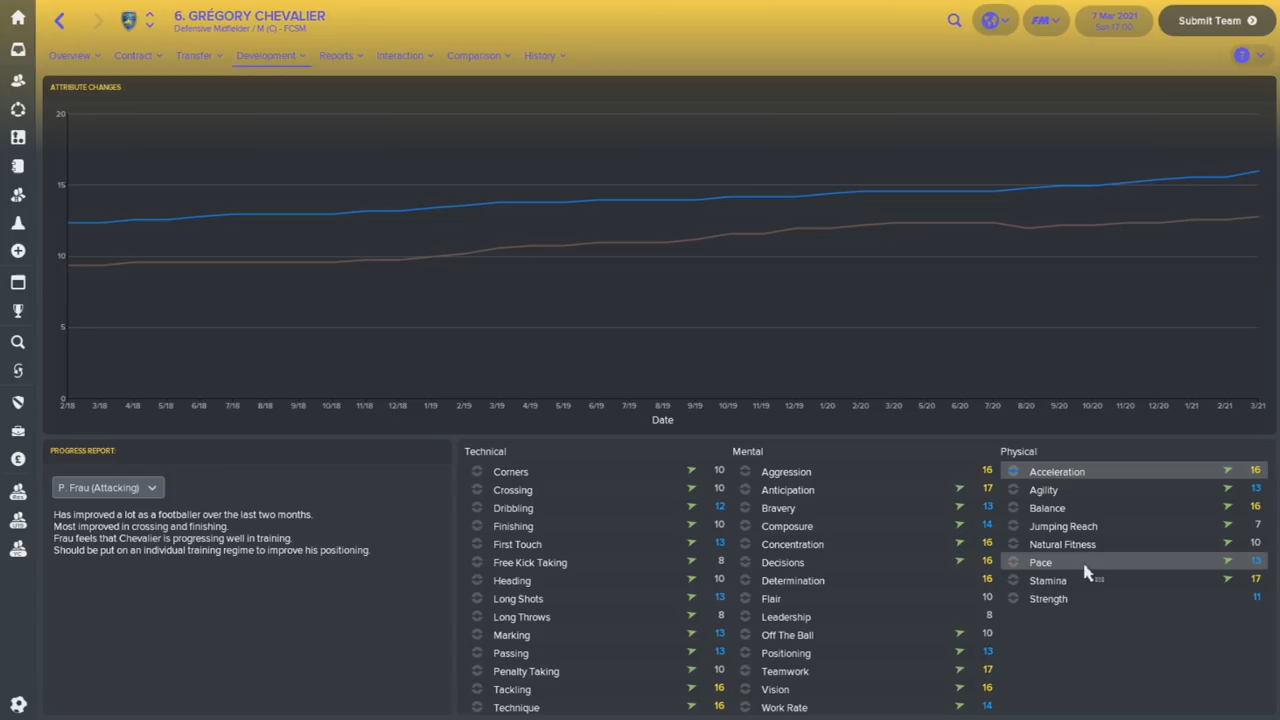 6. GRÉGORY CHEVALIER
Defensive Midfielder / M (C) - FCSM
FM
7 Mar 2021
Sun 17:00
Submit Team
Overview
Contract
Transfer
Development
Reports
Interaction
Comparison
History
?
ATTRIBUTE CHANGES
20
15
10
5
0
2/18 3/18 4/18 5/18 6/18 7/18 8/18 9/18 10/18 11/18 12/18 1/19 2/19 3/19 4/19 5/19 6/19 7/19 8/19 9/19 10/19 11/19 12/19 1/20 2/20 3/20 4/20 5/20 6/20 7/20 8/20 9/20 10/20 11/20 12/20 1/21 2/21 3/21
Date
PROGRESS REPORT:
P. Frau (Attacking)
Has improved a lot as a footballer over the last two months.
Most improved in crossing and finishing.
Frau feels that Chevalier is progressing well in training.
Should be put on an individual training regime to improve his positioning.
Technical
Corners 10
Crossing 10
Dribbling 12
Finishing 10
First Touch 13
Free Kick Taking 8
Heading 10
Long Shots 13
Long Throws 8
Marking 13
Passing 13
Penalty Taking 10
Tackling 16
Technique 16
Mental
Aggression 16
Anticipation 17
Bravery 13
Composure 14
Concentration 16
Decisions 16
Determination 16
Flair 10
Leadership 8
Off The Ball 10
Positioning 13
Teamwork 17
Vision 16
Work Rate 14
Physical
Acceleration 16
Agility 13
Balance 16
Jumping Reach 7
Natural Fitness 10
Pace 13
Stamina 17
Strength 11